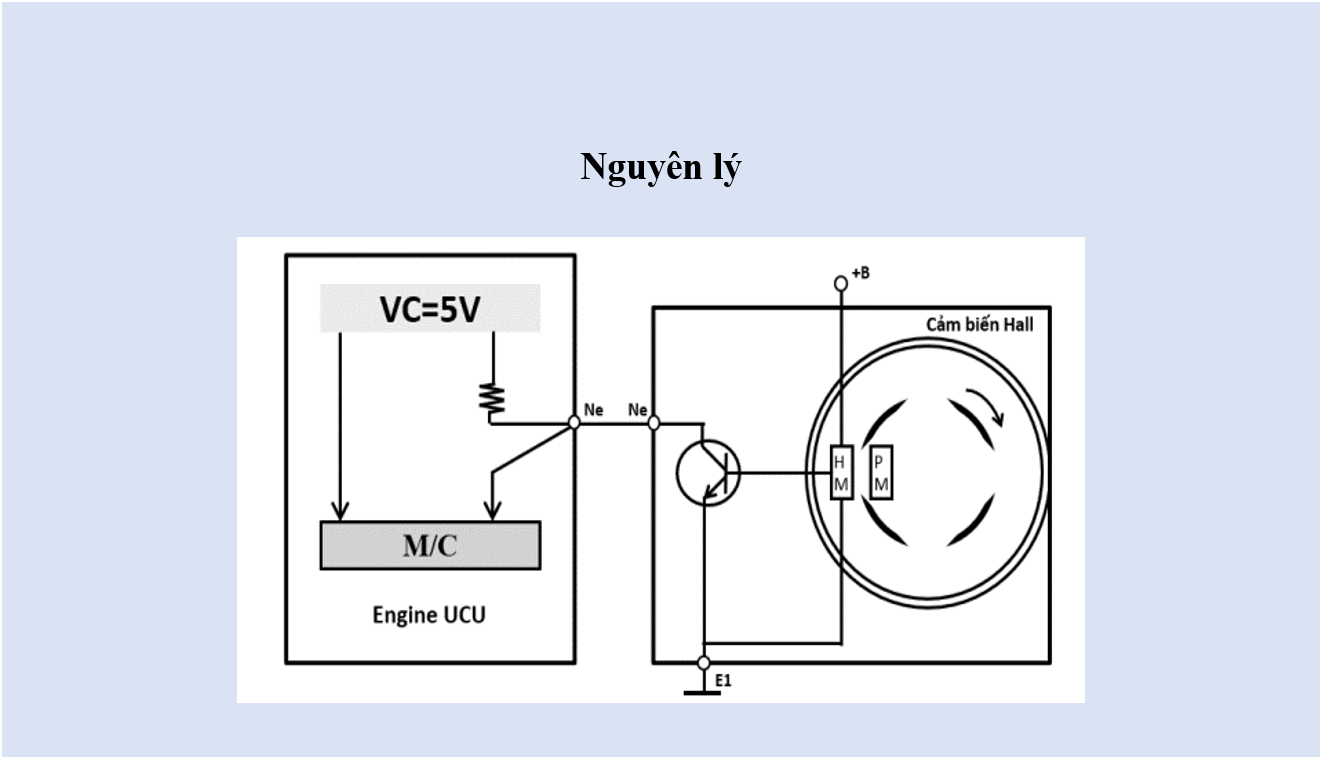 Nguyên lý
VC=5V
M/C
Engine UCU
Ne
Ne
+B
Cảm biến Hall
H
M
P
M
E1